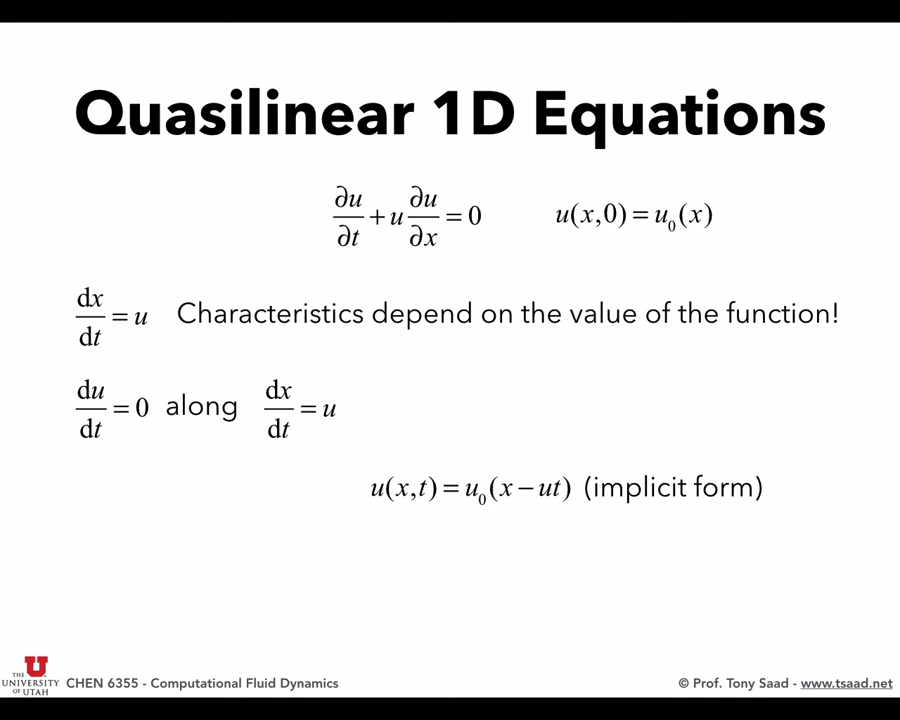 Quasilinear 1D Equations
∂u/∂t + u ∂u/∂x = 0 u(x,0) = u₀(x)
dx/dt = u Characteristics depend on the value of the function!
du/dt = 0 along dx/dt = u
u(x,t) = u₀(x − ut) (implicit form)
THE UNIVERSITY OF UTAH
CHEN 6355 - Computational Fluid Dynamics
© Prof. Tony Saad - www.tsaad.net